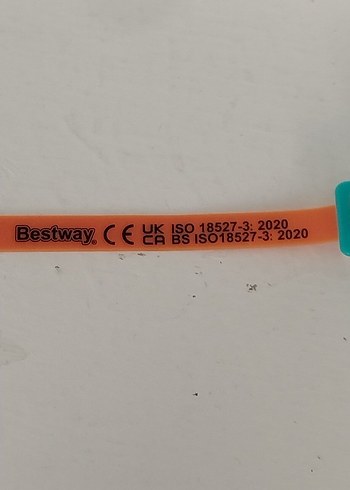 Bestway® CE UK ISO 18527-3: 2020
CA BS ISO18527-3: 2020